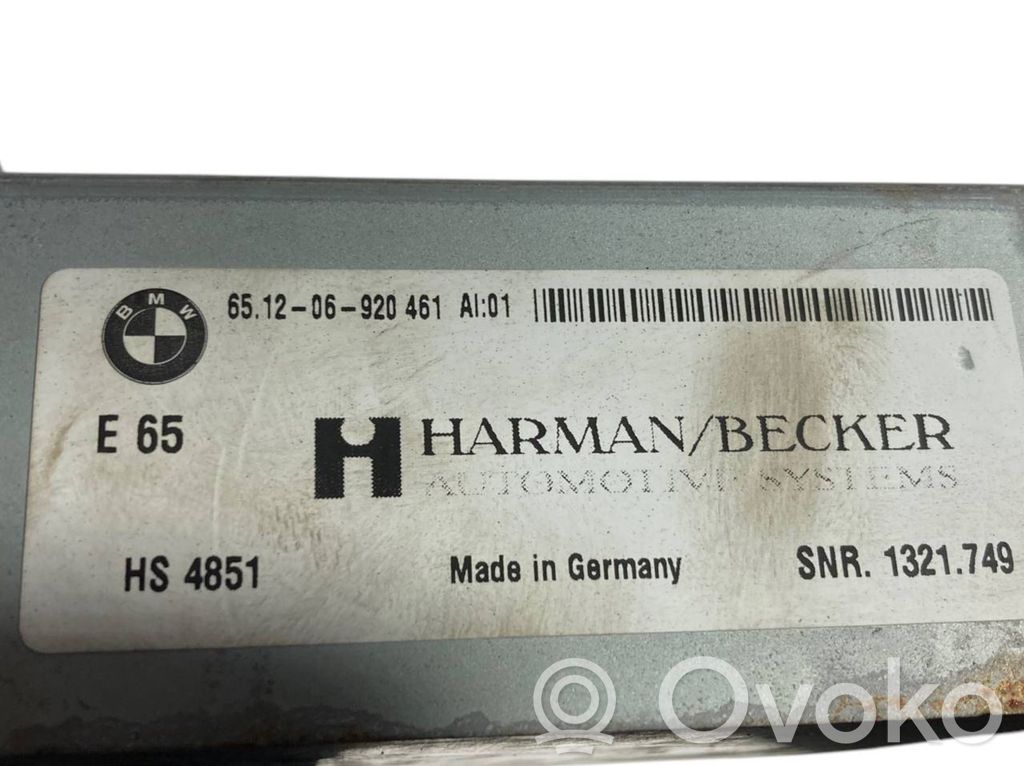 BMW 65.12-06-920 461 AI:01
E 65 HARMAN/BECKER
AUTOMOTIVE SYSTEMS
HS 4851 Made in Germany SNR. 1321.749
Ovoko